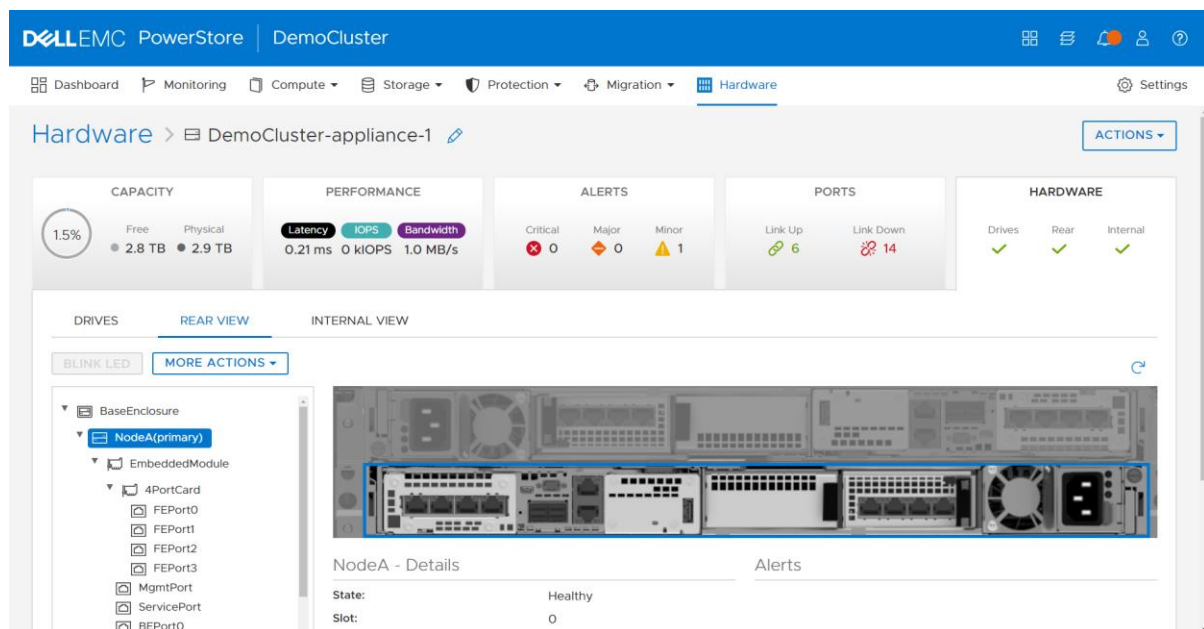 DELLEMC PowerStore | DemoCluster
Dashboard Monitoring Compute Storage Protection Migration Hardware Settings
Hardware > DemoCluster-appliance-1
ACTIONS
CAPACITY PERFORMANCE ALERTS PORTS HARDWARE
1.5% Free Physical Latency IOPS Bandwidth Critical Major Minor Link Up Link Down Drives Rear Internal
2.8 TB 2.9 TB 0.21 ms 0 kIOPS 1.0 MB/s 0 0 1 6 14
DRIVES REAR VIEW INTERNAL VIEW
BLINK LED MORE ACTIONS
BaseEnclosure
NodeA(primary)
EmbeddedModule
4PortCard
FEPort0
FEPort1
FEPort2
FEPort3
MgmtPort
ServicePort
BEPort0
NodeA - Details Alerts
State: Healthy
Slot: 0